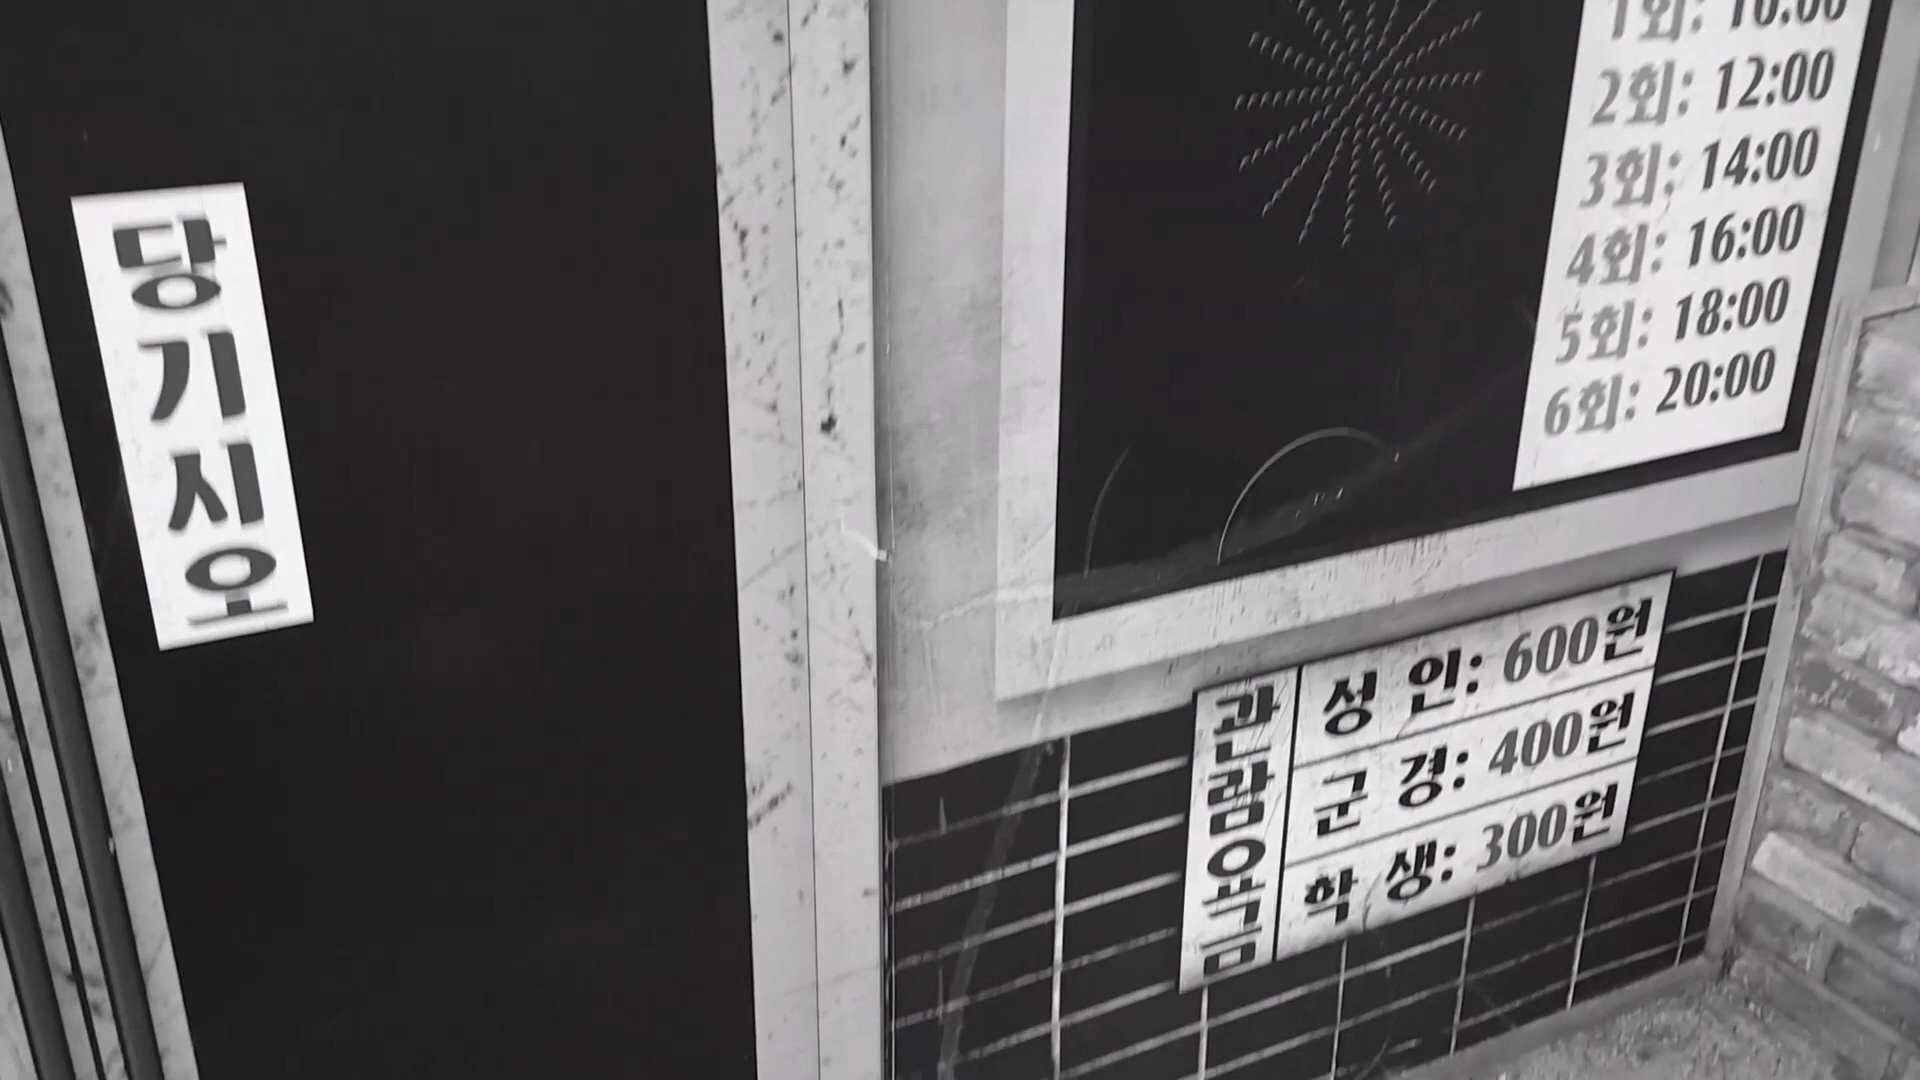 당기시오
1회: 10:00
2회: 12:00
3회: 14:00
4회: 16:00
5회: 18:00
6회: 20:00
관람요금
성 인: 600원
군 경: 400원
학 생: 300원